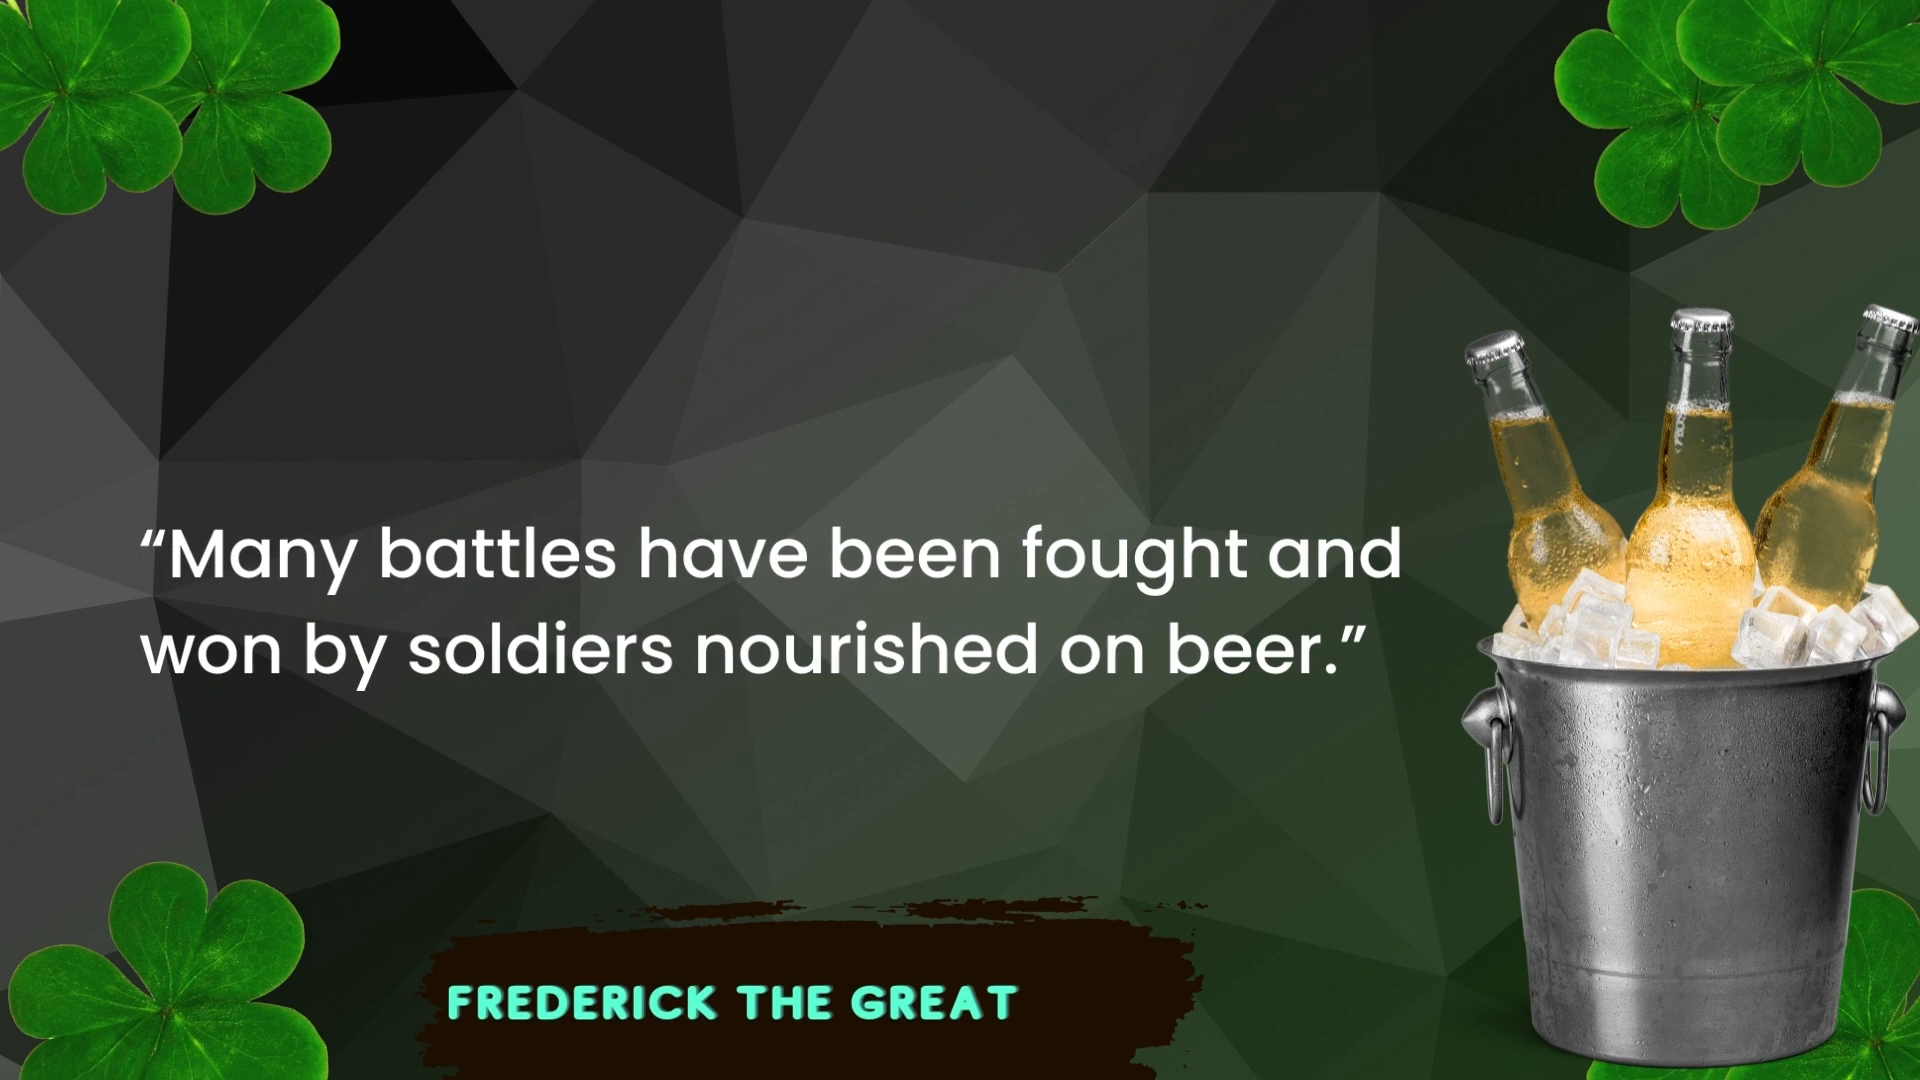 “Many battles have been fought and
won by soldiers nourished on beer.”
FREDERICK THE GREAT